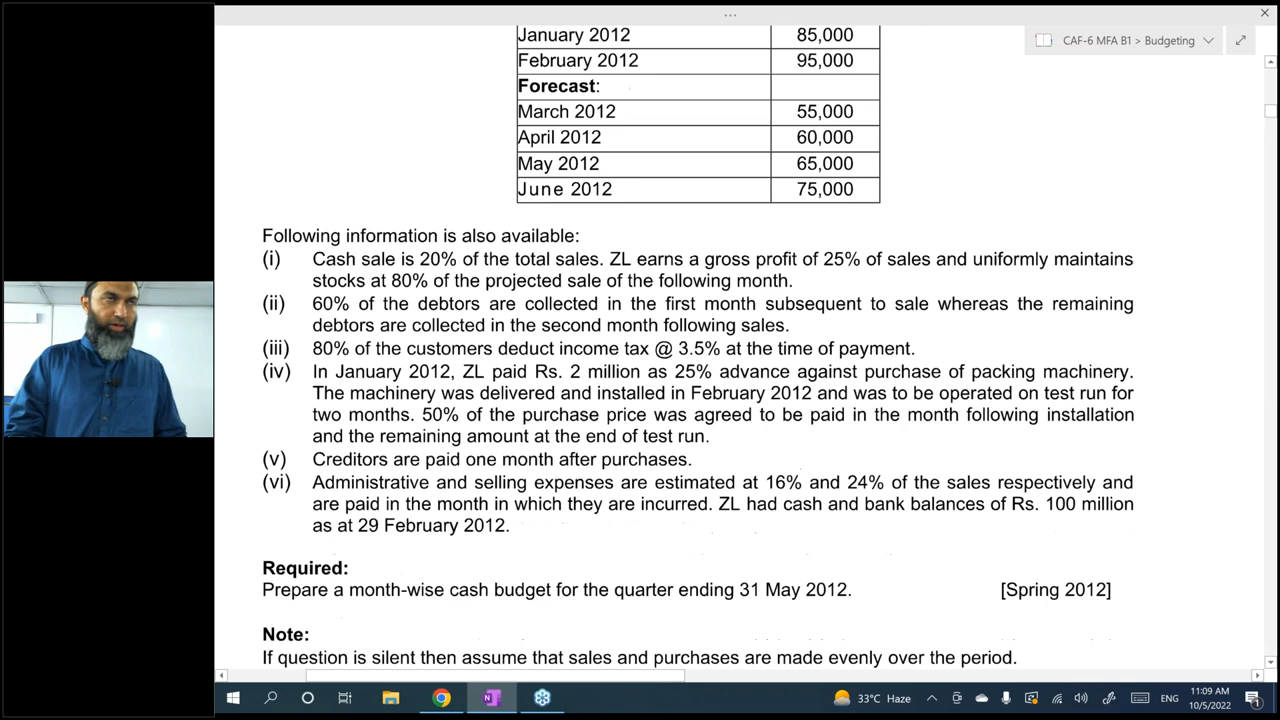 CAF-6 MFA B1 > Budgeting
January 2012 85,000
February 2012 95,000
Forecast:
March 2012 55,000
April 2012 60,000
May 2012 65,000
June 2012 75,000
Following information is also available:
(i) Cash sale is 20% of the total sales. ZL earns a gross profit of 25% of sales and uniformly maintains
stocks at 80% of the projected sale of the following month.
(ii) 60% of the debtors are collected in the first month subsequent to sale whereas the remaining
debtors are collected in the second month following sales.
(iii) 80% of the customers deduct income tax @ 3.5% at the time of payment.
(iv) In January 2012, ZL paid Rs. 2 million as 25% advance against purchase of packing machinery.
The machinery was delivered and installed in February 2012 and was to be operated on test run for
two months. 50% of the purchase price was agreed to be paid in the month following installation
and the remaining amount at the end of test run.
(v) Creditors are paid one month after purchases.
(vi) Administrative and selling expenses are estimated at 16% and 24% of the sales respectively and
are paid in the month in which they are incurred. ZL had cash and bank balances of Rs. 100 million
as at 29 February 2012.
Required:
Prepare a month-wise cash budget for the quarter ending 31 May 2012. [Spring 2012]
Note:
If question is silent then assume that sales and purchases are made evenly over the period.
33°C Haze
ENG
11:09 AM
10/5/2022